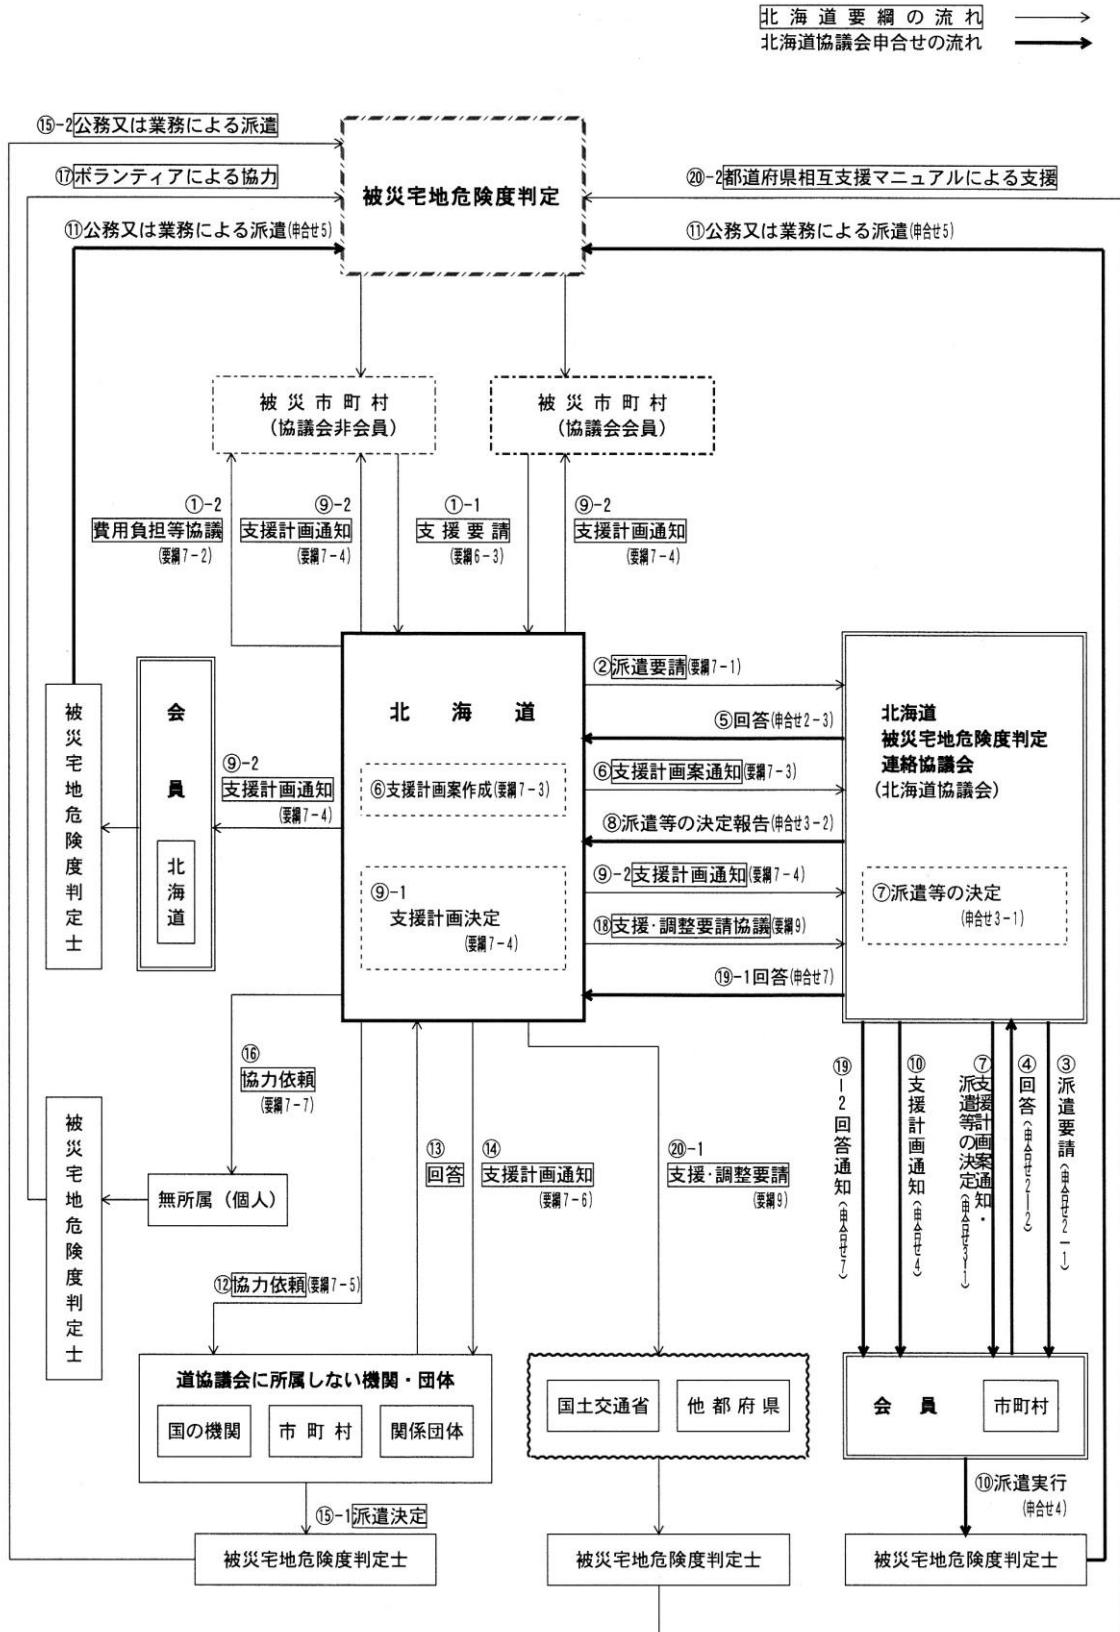 北海道要綱の流れ
北海道協議会申合せの流れ
⑮-2公務又は業務による派遣
⑰ボランティアによる協力
⑪公務又は業務による派遣(申合せ5)
被災宅地危険度判定
⑳-2都道府県相互支援マニュアルによる支援
⑪公務又は業務による派遣(申合せ5)
被災市町村
(協議会非会員)
被災市町村
(協議会会員)
①-2
費用負担等協議
(要綱7-2)
⑨-2
支援計画通知
(要綱7-4)
①-1
支援要請
(要綱6-3)
⑨-2
支援計画通知
(要綱7-4)
被災宅地危険度判定士
会員
北海道
⑨-2
支援計画通知
(要綱7-4)
北海道
⑥支援計画案作成(要綱7-3)
⑨-1
支援計画決定
(要綱7-4)
②派遣要請(要綱7-1)
⑤回答(申合せ2-3)
⑥支援計画案通知(要綱7-3)
⑧派遣等の決定報告(申合せ3-2)
⑨-2支援計画通知(要綱7-4)
⑱支援・調整要請協議(要綱9)
⑲-1回答(申合せ7)
北海道
被災宅地危険度判定
連絡協議会
(北海道協議会)
⑦派遣等の決定
(申合せ3-1)
⑯
協力依頼
(要綱7-7)
被災宅地危険度判定士
無所属(個人)
⑫協力依頼(要綱7-5)
⑬
回答
⑭
支援計画通知
(要綱7-6)
⑳-1
支援・調整要請
(要綱9)
⑲-2回答通知(申合せ7)
⑩支援計画通知(申合せ4)
⑦支援計画案通知・
派遣等の決定(申合せ3-1)
④回答(申合せ2-2)
③派遣要請(申合せ2-1)
道協議会に所属しない機関・団体
国の機関
市町村
関係団体
国土交通省
他都府県
会員
市町村
⑮-1派遣決定
⑩派遣実行
(申合せ4)
被災宅地危険度判定士
被災宅地危険度判定士
被災宅地危険度判定士